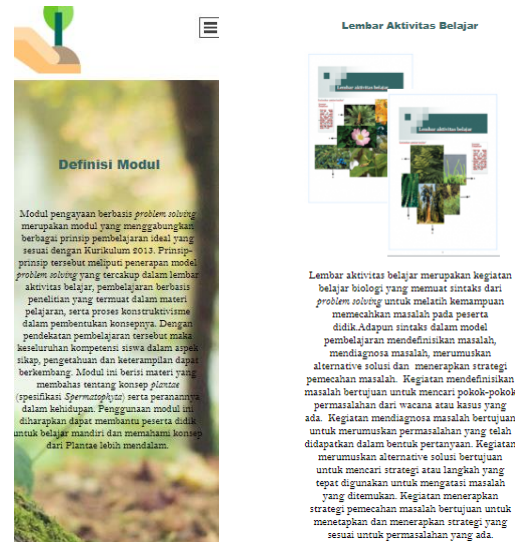 Definisi Modul
Modul pengayaan berbasis problem solving
merupakan modul yang menggabungkan
berbagai prinsip pembelajaran ideal yang
sesuai dengan Kurikulum 2013. Prinsip-
prinsip tersebut meliputi penerapan model
problem solving yang tercakup dalam lembar
aktivitas belajar, pembelajaran berbasis
penelitian yang termuat dalam materi
pelajaran, serta proses konstruktivisme
dalam pembentukan konsepnya. Dengan
pendekatan pembelajaran tersebut maka
keseluruhan kompetensi siswa dalam aspek
sikap, pengetahuan dan keterampilan dapat
berkembang. Modul ini berisi materi yang
membahas tentang konsep plantae
(spesifikasi Spermatophyta) serta peranannya
dalam kehidupan. Penggunaan modul ini
diharapkan dapat membantu peserta didik
untuk belajar mandiri dan memahami konsep
dari Plantae lebih mendalam.
Lembar Aktivitas Belajar
Lembar aktivitas belajar
Lembar aktivitas belajar
Lembar aktivitas belajar merupakan kegiatan
belajar biologi yang memuat sintaks dari
problem solving untuk melatih kemampuan
memecahkan masalah pada peserta
didik.Adapun sintaks dalam model
pembelajaran mendefinisikan masalah,
mendiagnosa masalah, merumuskan
alternative solusi dan penerapan strategi
pemecahan masalah. Kegiatan mendefinisikan
masalah bertujuan untuk mencari pokok-pokok
permasalahan dari wacana atau kasus yang
ada. Kegiatan mendiagnosa masalah bertujuan
untuk merumuskan permasalahan yang telah
didapatkan dalam bentuk pertanyaan. Kegiatan
merumuskan alternative solusi bertujuan
untuk mencari strategi atau langkah yang
tepat digunakan untuk mengatasi masalah
yang ditemukan. Kegiatan menerapkan
strategi pemecahan masalah bertujuan untuk
menetapkan dan menerapkan strategi yang
sesuai untuk permasalahan yang ada.